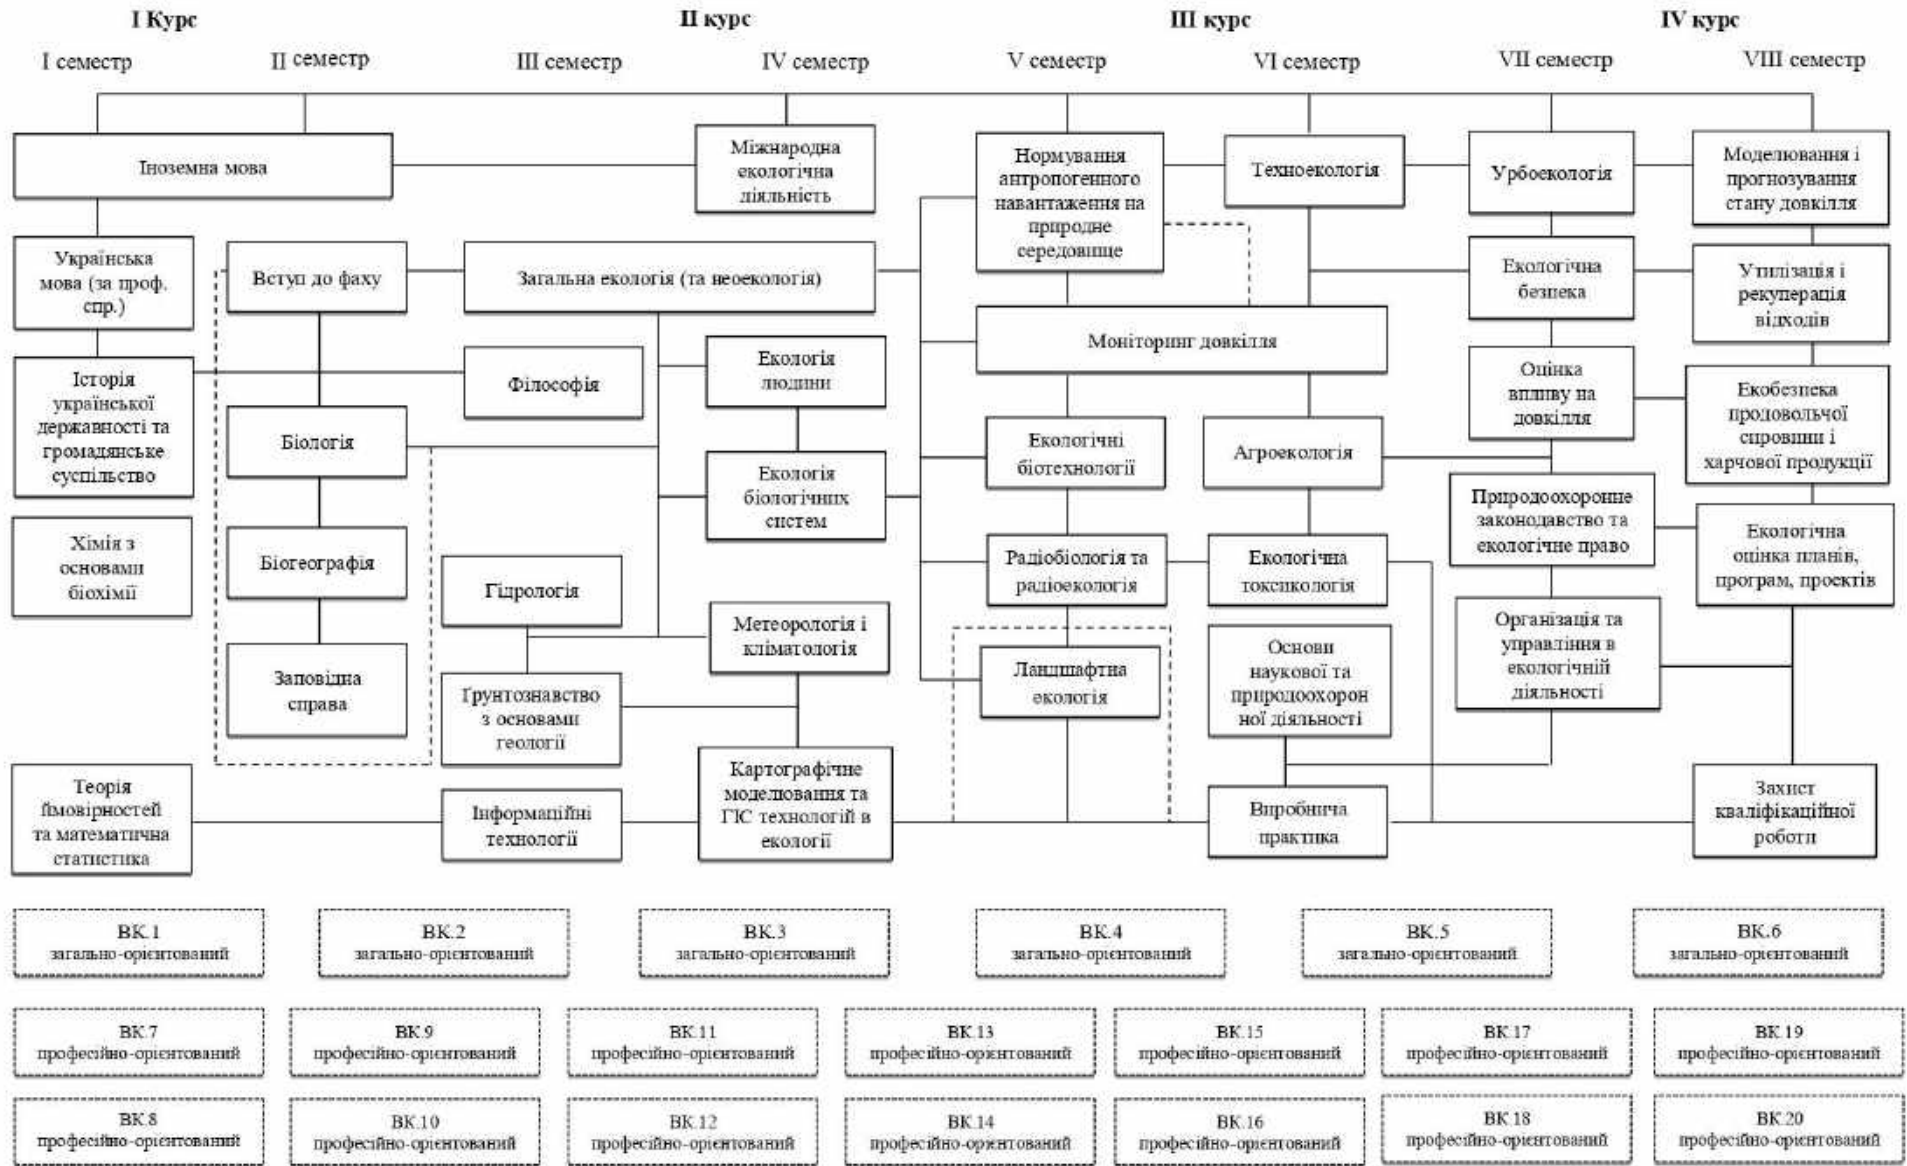 І Курс
ІІ курс
ІІІ курс
ІV курс
І семестр
ІІ семестр
ІІІ семестр
ІV семестр
V семестр
VI семестр
VII семестр
VIII семестр
Іноземна мова
Міжнародна
екологічна
діяльність
Нормування
антропогенного
навантаження на
природне
середовище
Техноекологія
Урбоекологія
Моделювання і
прогнозування
стану довкілля
Українська
мова (за проф.
спр.)
Вступ до фаху
Загальна екологія (та неоекологія)
Екологічна
безпека
Утилізація і
рекуперація
відходів
Моніторинг довкілля
Історія
української
державності та
громадянське
суспільство
Філософія
Екологія
людини
Оцінка
впливу на
довкілля
Екобезпека
продовольчої
сировини і
харчової продукції
Біологія
Екологія
біологічних
систем
Екологічні
біотехнології
Агроекологія
Природоохоронне
законодавство та
екологічне право
Екологічна
оцінка планів,
програм, проектів
Хімія з
основами
біохімії
Біогеографія
Гідрологія
Радіобіологія та
радіоекологія
Екологічна
токсикологія
Метеорологія і
кліматологія
Організація та
управління в
екологічній
діяльності
Заповідна
справа
Ґрунтознавство
з основами
геології
Ландшафтна
екологія
Основи
наукової та
природоохорон
ної діяльності
Теорія
ймовірностей
та математична
статистика
Інформаційні
технології
Картографічне
моделювання та
ГІС технологій в
екології
Виробнича
практика
Захист
кваліфікаційної
роботи
ВК.1
загально-орієнтований
ВК.2
загально-орієнтований
ВК.3
загально-орієнтований
ВК.4
загально-орієнтований
ВК.5
загально-орієнтований
ВК.6
загально-орієнтований
ВК.7
професійно-орієнтований
ВК.9
професійно-орієнтований
ВК.11
професійно-орієнтований
ВК.13
професійно-орієнтований
ВК.15
професійно-орієнтований
ВК.17
професійно-орієнтований
ВК.19
професійно-орієнтований
ВК.8
професійно-орієнтований
ВК.10
професійно-орієнтований
ВК.12
професійно-орієнтований
ВК.14
професійно-орієнтований
ВК.16
професійно-орієнтований
ВК.18
професійно-орієнтований
ВК.20
професійно-орієнтований